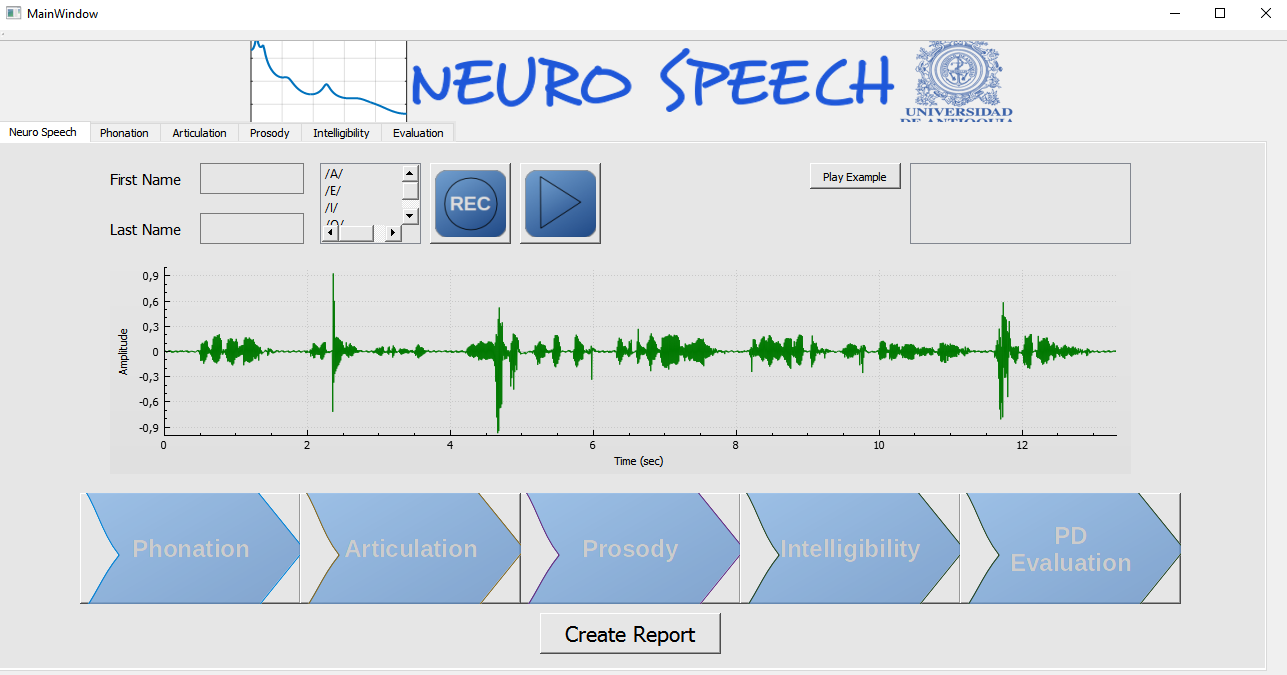 MainWindow
NEURO SPEECH
UNIVERSIDAD
DE ANTIOQUIA
Neuro Speech
Phonation
Articulation
Prosody
Intelligibility
Evaluation
First Name
Last Name
/A/
/E/
/I/
/O/
REC
Play Example
Amplitude
0,9
0,6
0,3
0
-0,3
-0,6
-0,9
0
2
4
6
8
10
12
Time (sec)
Phonation
Articulation
Prosody
Intelligibility
PD
Evaluation
Create Report